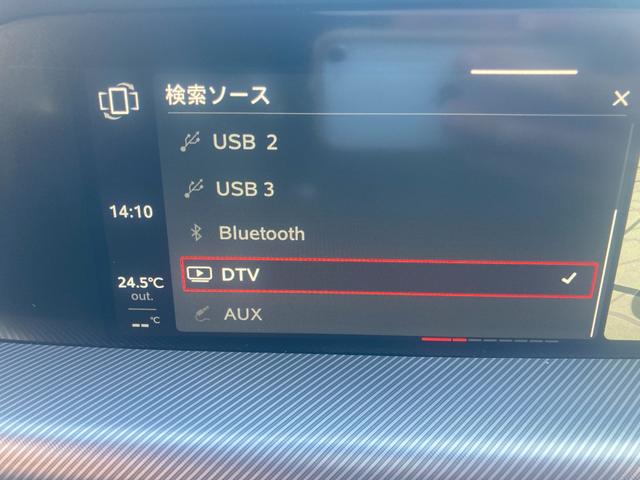 検索ソース
USB 2
USB 3
Bluetooth
DTV
AUX
14:10
24.5°C
out.
--°C